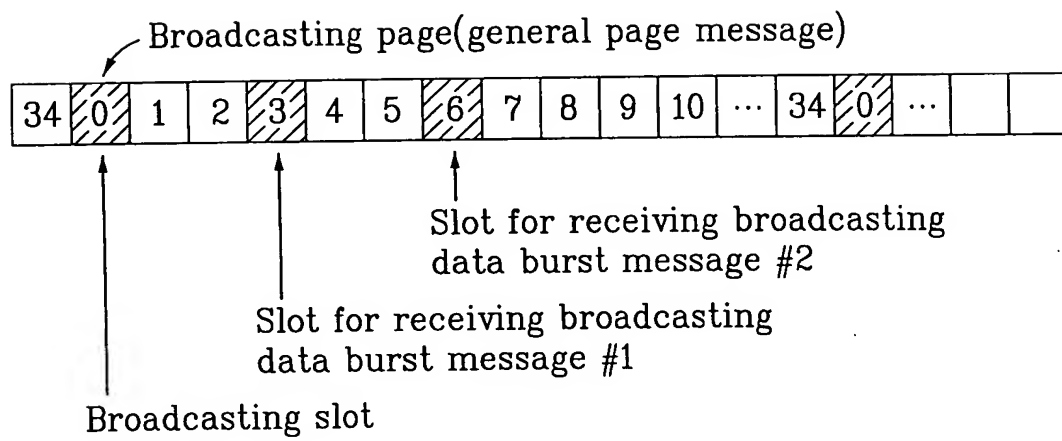 Broadcasting page(general page message)
34 0 1 2 3 4 5 6 7 8 9 10 ... 34 0 ...
Slot for receiving broadcasting
data burst message #2
Slot for receiving broadcasting
data burst message #1
Broadcasting slot